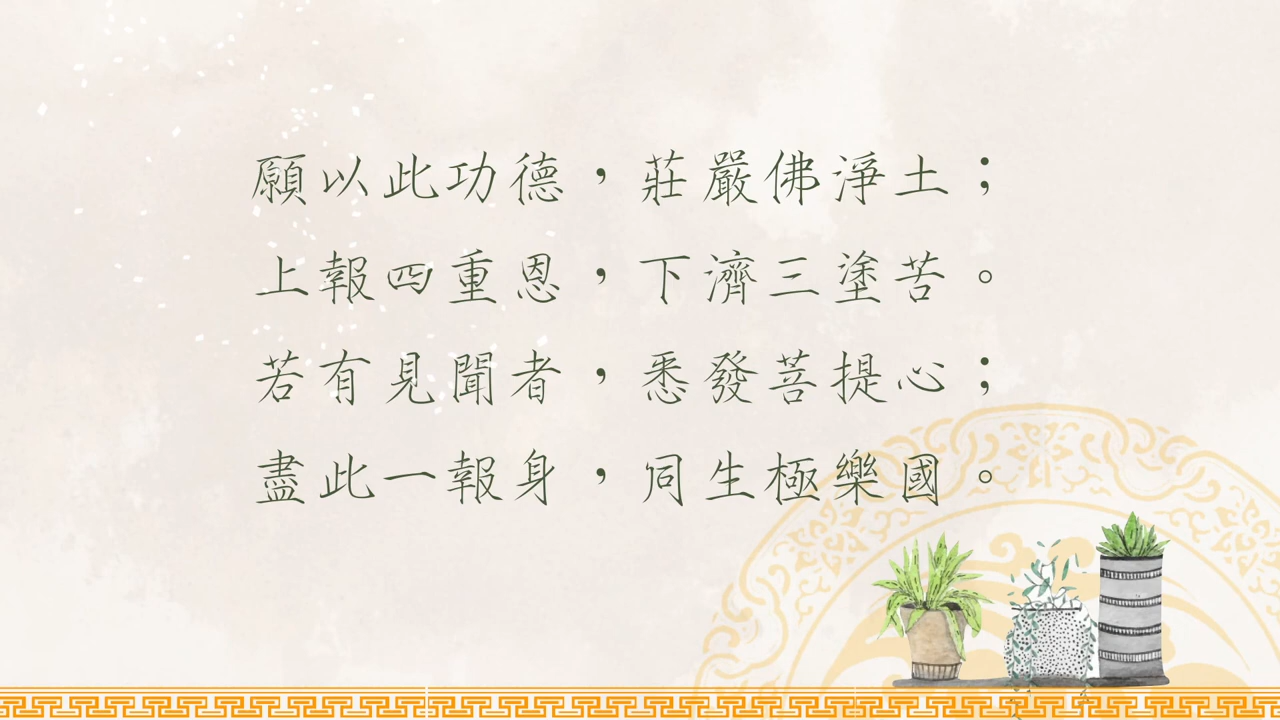 願以此功德，莊嚴佛淨土；
上報四重恩，下濟三塗苦。
若有見聞者，悉發菩提心；
盡此一報身，同生極樂國。